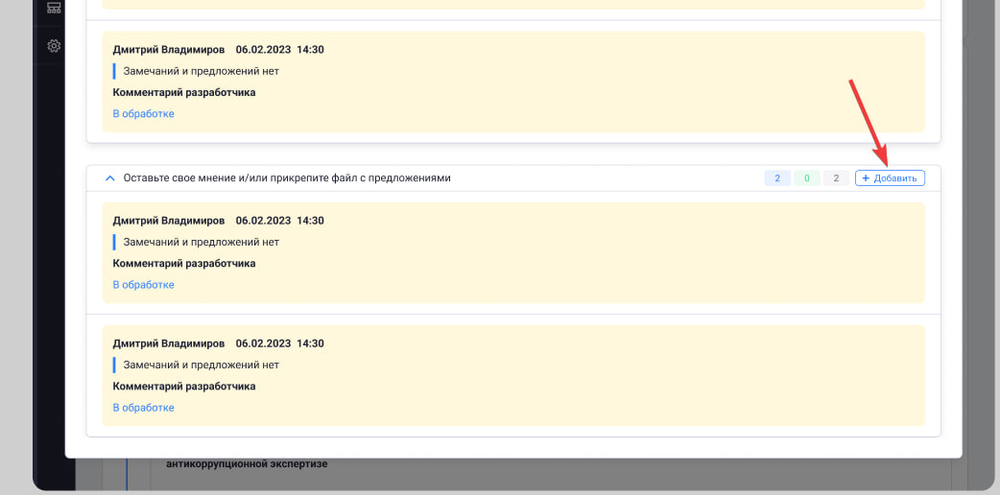 Дмитрий Владимиров 06.02.2023 14:30
Замечаний и предложений нет
Комментарий разработчика
В обработке
Оставьте свое мнение и/или прикрепите файл с предложениями 2 0 2 + Добавить
Дмитрий Владимиров 06.02.2023 14:30
Замечаний и предложений нет
Комментарий разработчика
В обработке
Дмитрий Владимиров 06.02.2023 14:30
Замечаний и предложений нет
Комментарий разработчика
В обработке
антикоррупционной экспертизе